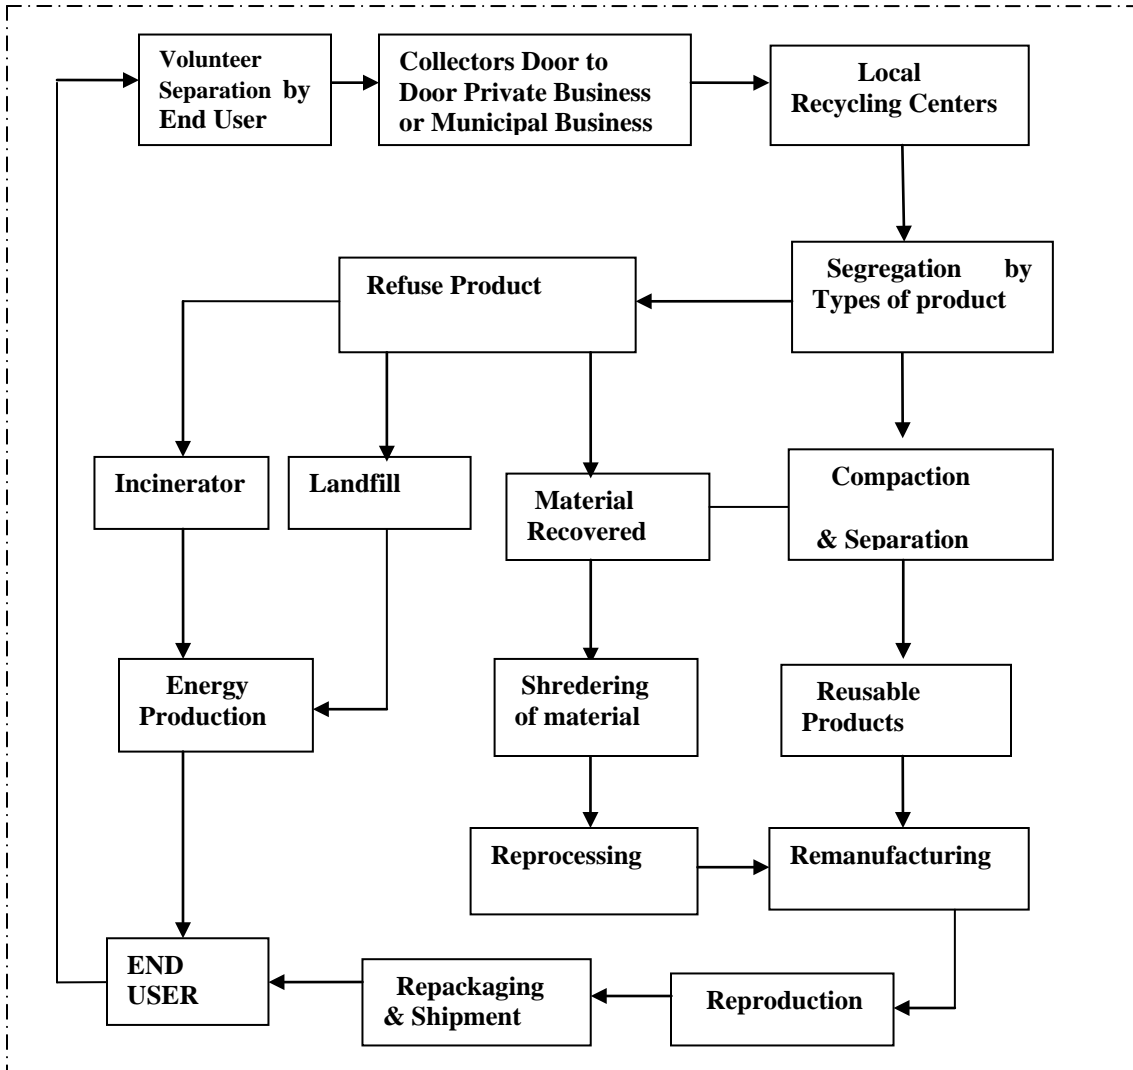 Volunteer
Separation by
End User
Collectors Door to
Door Private Business
or Municipal Business
Local
Recycling Centers
Segregation by
Types of product
Refuse Product
Incinerator
Landfill
Material
Recovered
Compaction
& Separation
Energy
Production
Shredering
of material
Reusable
Products
Reprocessing
Remanufacturing
END
USER
Repackaging
& Shipment
Reproduction